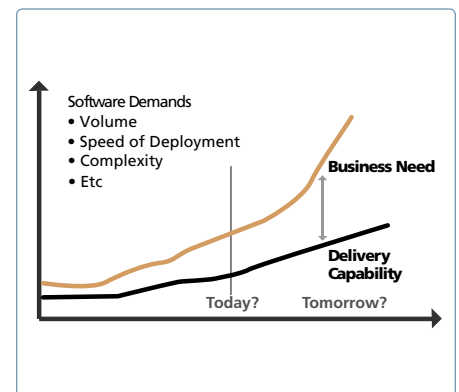 Software Demands
• Volume
• Speed of Deployment
• Complexity
• Etc
Business Need
Delivery
Capability
Today?
Tomorrow?